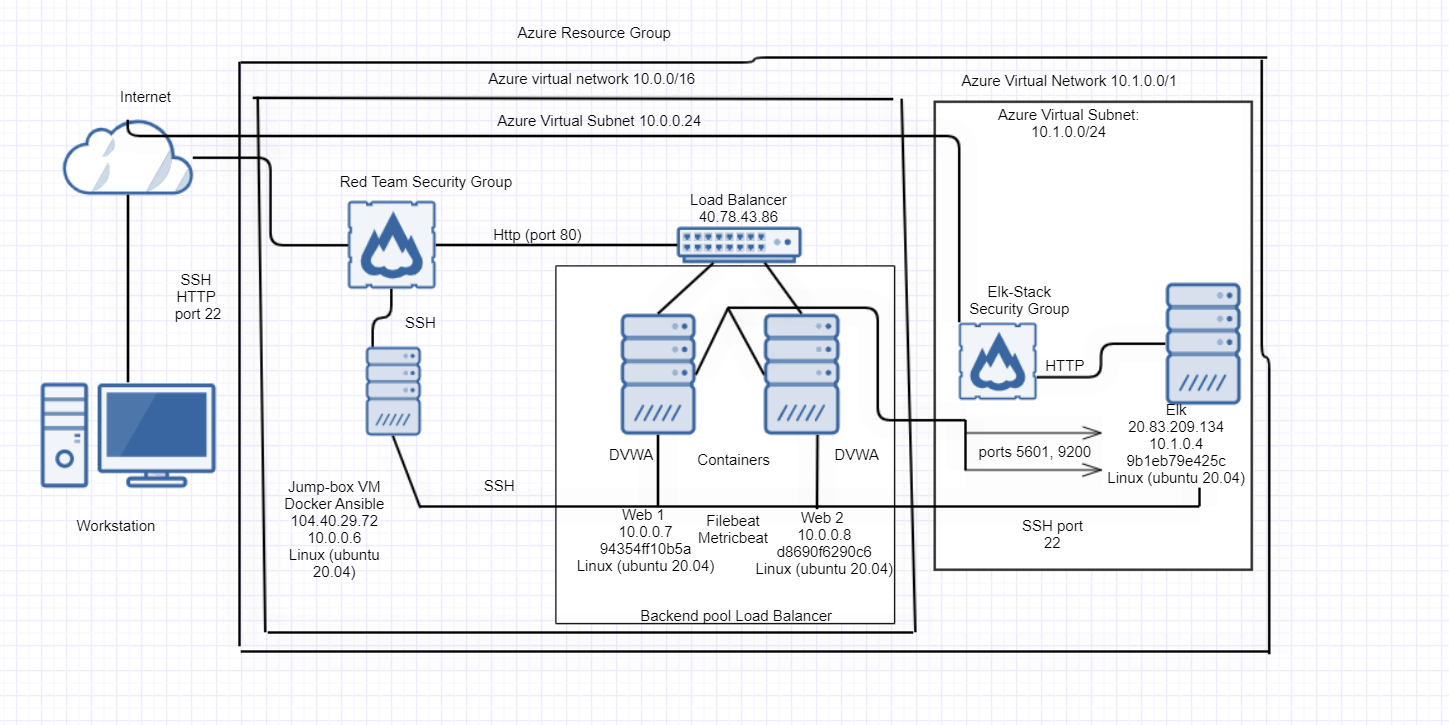 Azure Resource Group
Azure virtual network 10.0.0/16
Azure Virtual Network 10.1.0.0/1
Internet
Azure Virtual Subnet 10.0.0.24
Azure Virtual Subnet:
10.1.0.0/24
Red Team Security Group
Load Balancer
40.78.43.86
Http (port 80)
SSH
HTTP
port 22
SSH
Elk-Stack
Security Group
HTTP
Elk
20.83.209.134
10.1.0.4
9b1eb79e425c
Linux (ubuntu 20.04)
ports 5601, 9200
DVWA
Containers
DVWA
SSH
Jump-box VM
Docker Ansible
104.40.29.72
10.0.0.6
Linux (ubuntu
20.04)
Workstation
Web 1
10.0.0.7
94354ff10b5a
Linux (ubuntu 20.04)
Filebeat
Metricbeat
Web 2
10.0.0.8
d8690f6290c6
Linux (ubuntu 20.04)
SSH port
22
Backend pool Load Balancer